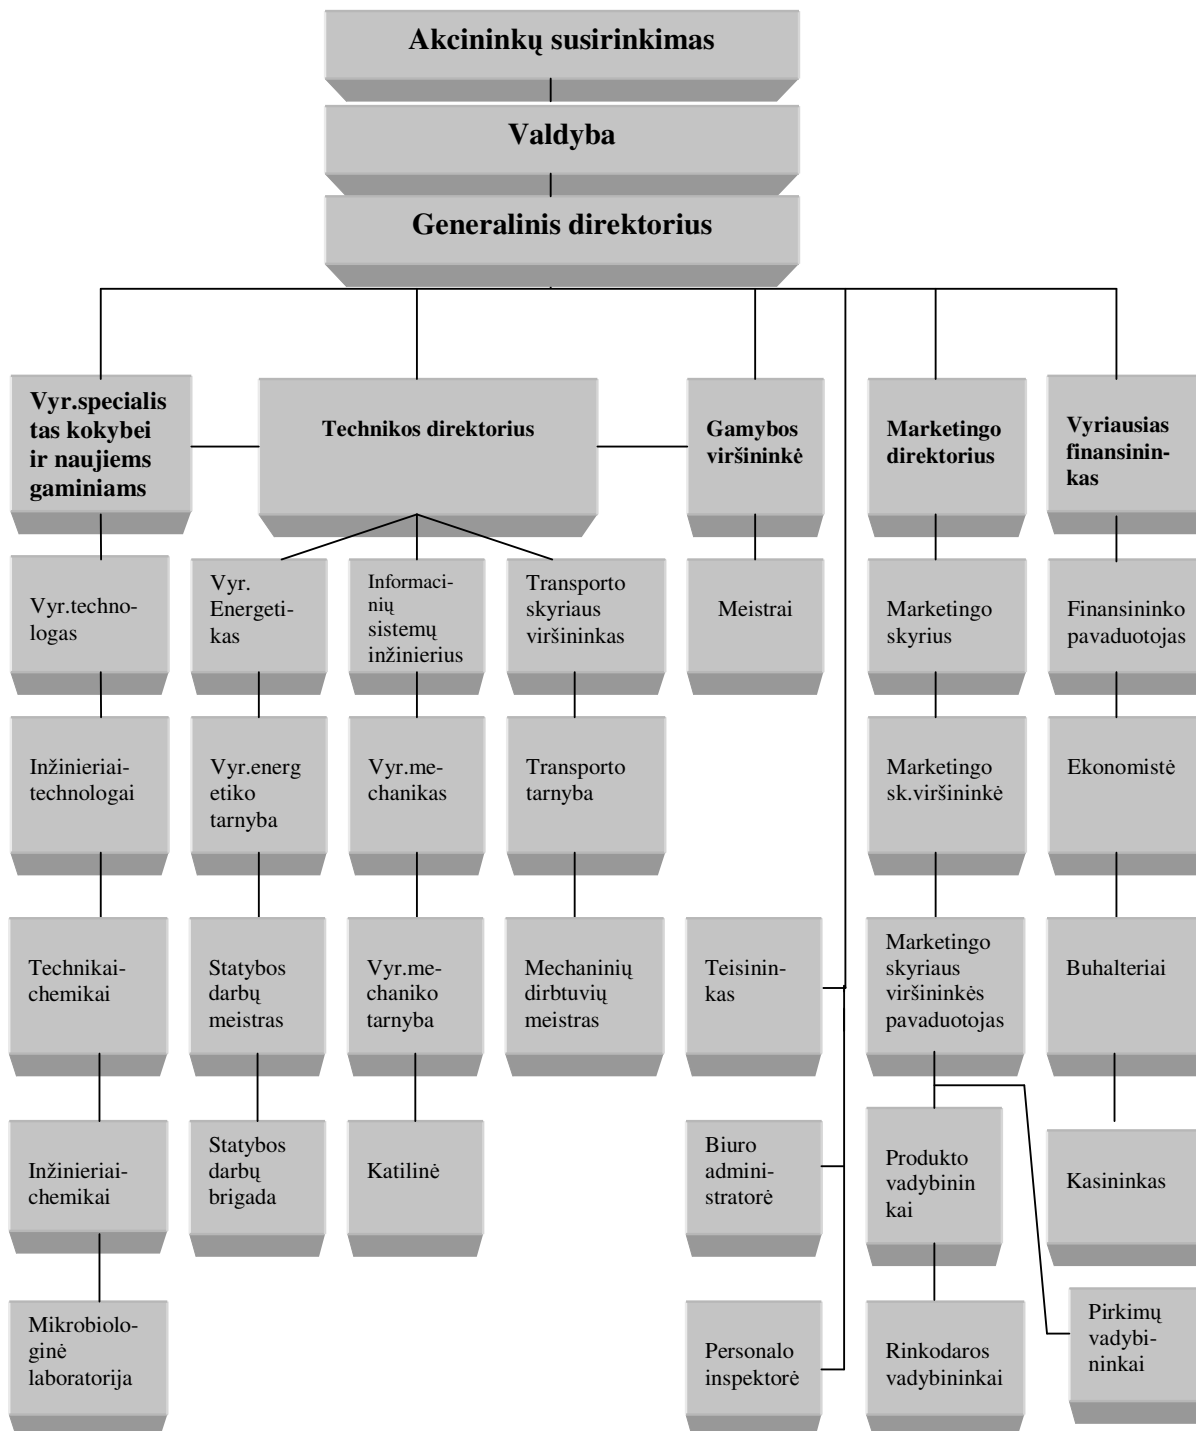 Akcininkų susirinkimas
Valdyba
Generalinis direktorius
Vyr.specialis
tas kokybei
ir naujiems
gaminiams
Technikos direktorius
Gamybos
viršininkė
Marketingo
direktorius
Vyriausias
finansinin-
kas
Vyr.techno-
logas
Vyr.
Energeti-
kas
Informaci-
nių
sistemų
inžinierius
Transporto
skyriaus
viršininkas
Meistrai
Marketingo
skyrius
Finansininko
pavaduotojas
Inžinieriai-
technologai
Vyr.energ
etiko
tarnyba
Vyr.me-
chanikas
Transporto
tarnyba
Marketingo
sk.viršininkė
Ekonomistė
Technikai-
chemikai
Statybos
darbų
meistras
Vyr.me-
chaniko
tarnyba
Mechaninių
dirbtuvių
meistras
Teisinin-
kas
Marketingo
skyriaus
viršininkės
pavaduotojas
Buhalteriai
Inžinieriai-
chemikai
Statybos
darbų
brigada
Katilinė
Biuro
admini-
stratorė
Produkto
vadybinin
kai
Kasininkas
Mikrobiolo-
ginė
laboratorija
Personalo
inspektorė
Rinkodaros
vadybininkai
Pirkimų
vadybi-
ninkai